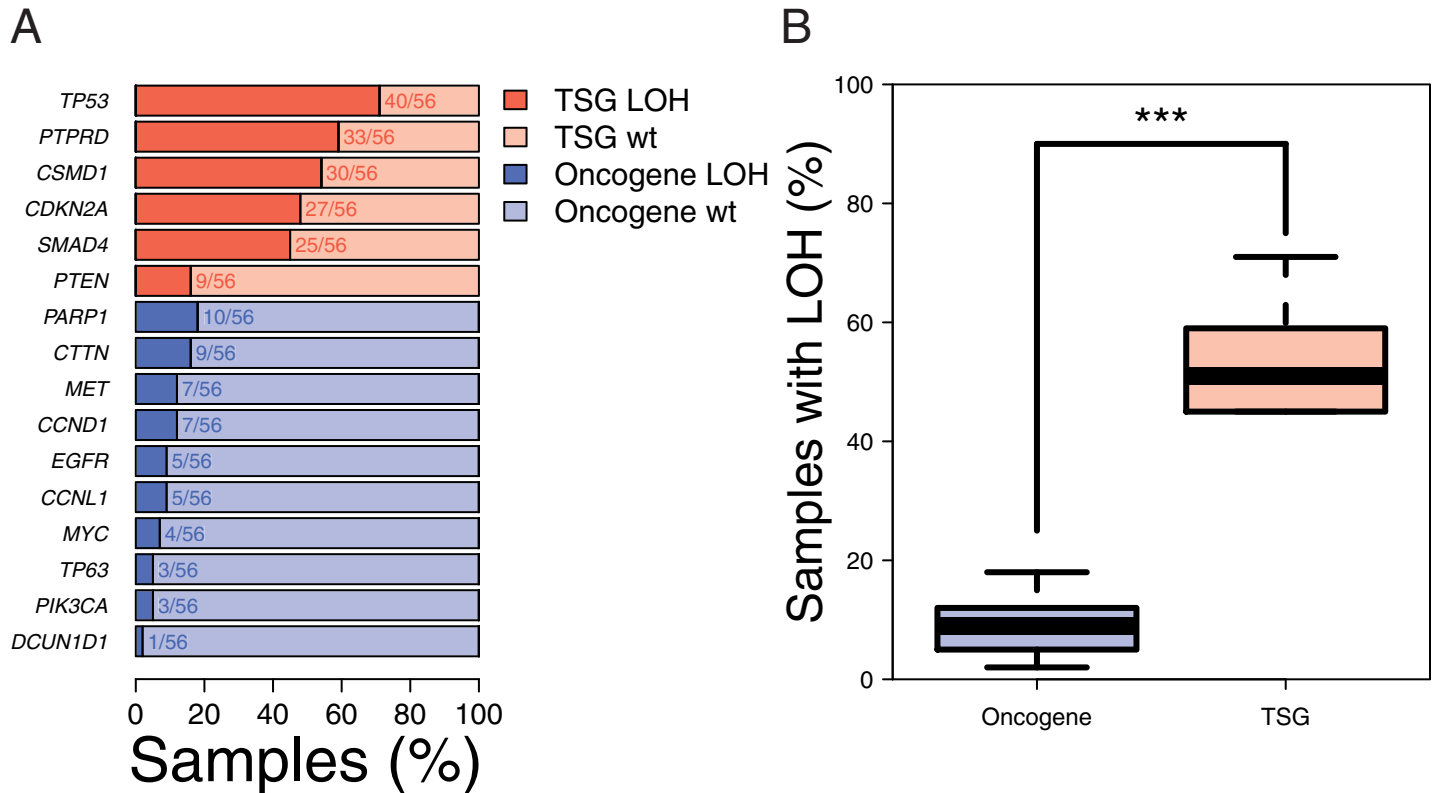 A
TP53 40/56
PTPRD 33/56
CSMD1 30/56
CDKN2A 27/56
SMAD4 25/56
PTEN 9/56
PARP1 10/56
CTTN 9/56
MET 7/56
CCND1 7/56
EGFR 5/56
CCNL1 5/56
MYC 4/56
TP63 3/56
PIK3CA 3/56
DCUN1D1 1/56
0 20 40 60 80 100
Samples (%)
TSG LOH
TSG wt
Oncogene LOH
Oncogene wt
B
Samples with LOH (%)
100
80
60
40
20
0
***
Oncogene TSG